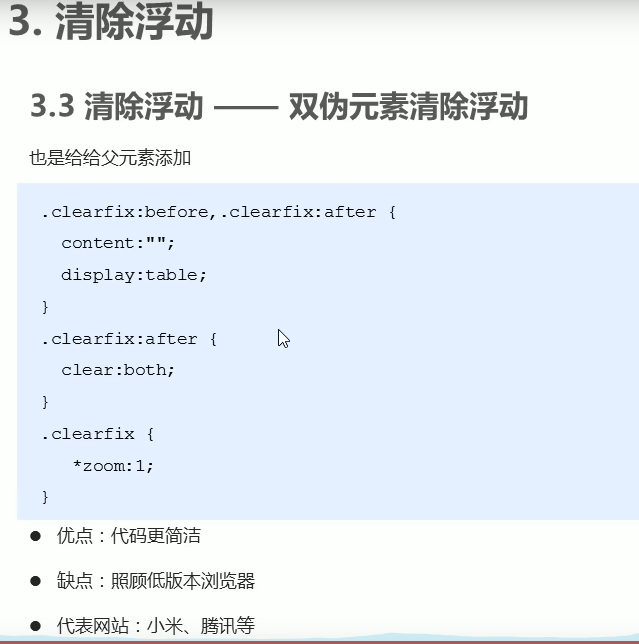 3. 清除浮动
3.3 清除浮动 —— 双伪元素清除浮动
也是给给父元素添加
.clearfix:before,.clearfix:after {
content:"";
display:table;
}
.clearfix:after {
clear:both;
}
.clearfix {
*zoom:1;
}
● 优点：代码更简洁
● 缺点：照顾低版本浏览器
● 代表网站：小米、腾讯等